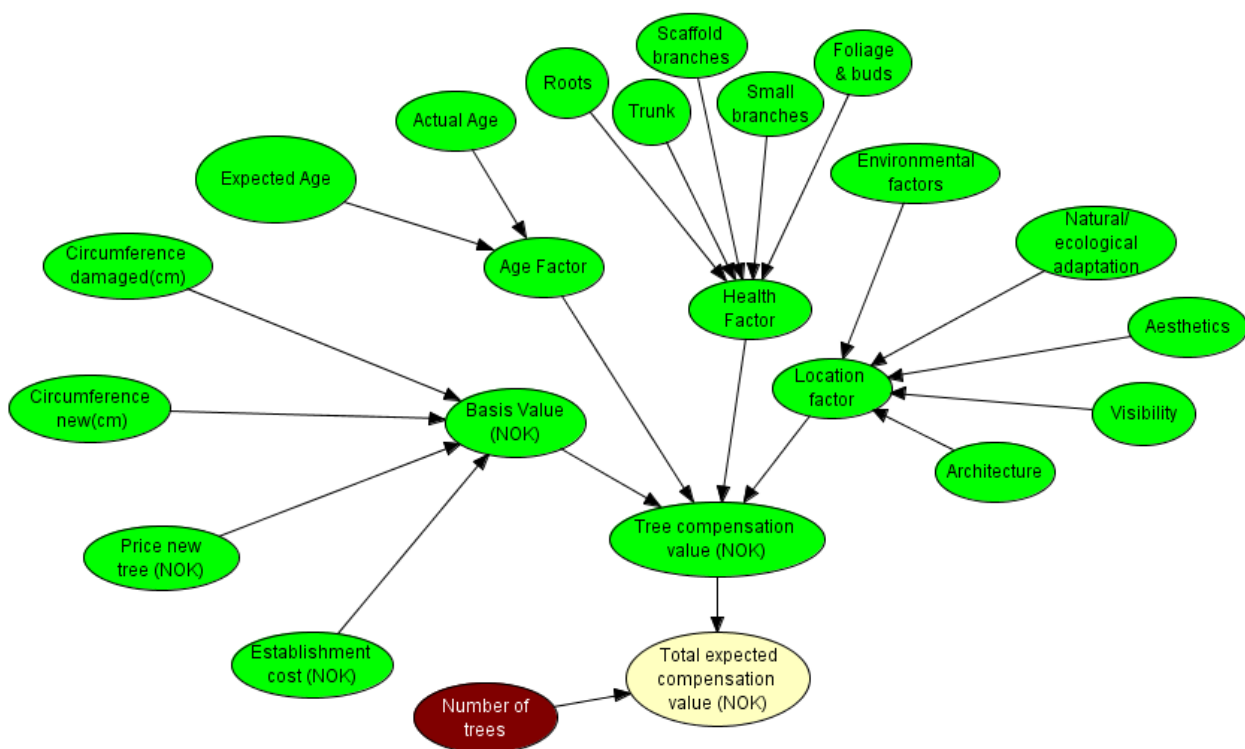 Scaffold
branches
Foliage
& buds
Roots
Small
branches
Trunk
Actual Age
Expected Age
Environmental
factors
Natural/
ecological
adaptation
Circumference
damaged(cm)
Age Factor
Health
Factor
Aesthetics
Location
factor
Circumference
new(cm)
Basis Value
(NOK)
Visibility
Architecture
Tree compensation
value (NOK)
Price new
tree (NOK)
Establishment
cost (NOK)
Total expected
compensation
value (NOK)
Number of
trees